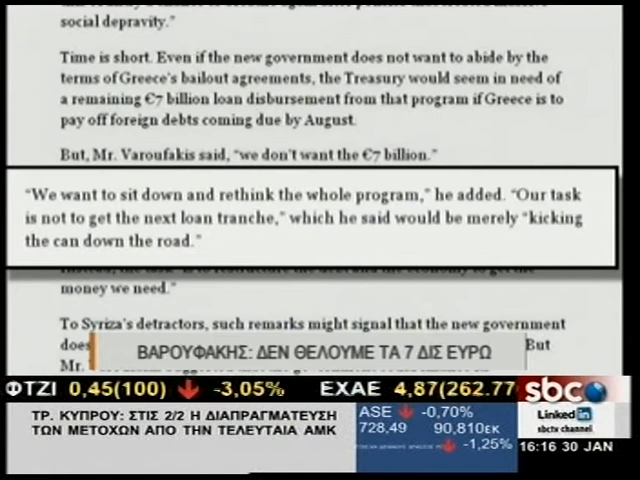 social depravity."
Time is short. Even if the new government does not want to abide by the
terms of Greece's bailout agreements, the Treasury would seem in need of
a remaining €7 billion loan disbursement from that program if Greece is to
pay off foreign debts coming due by August.
But, Mr. Varoufakis said, "we don't want the €7 billion."
"We want to sit down and rethink the whole program," he added. "Our task
is not to get the next loan tranche," which he said would be merely "kicking
the can down the road."
money we need."
To Syriza's detractors, such remarks might signal that the new government
does
But
Mr.
ΒΑΡΟΥΦΑΚΗΣ: ΔΕΝ ΘΕΛΟΥΜΕ ΤΑ 7 ΔΙΣ ΕΥΡΩ
ΦΤΖΙ 0,45(100) -3,05% ΕΧΑΕ 4,87(262.77
sbc
ΤΡ. ΚΥΠΡΟΥ: ΣΤΙΣ 2/2 Η ΔΙΑΠΡΑΓΜΑΤΕΥΣΗ
ΤΩΝ ΜΕΤΟΧΩΝ ΑΠΟ ΤΗΝ ΤΕΛΕΥΤΑΙΑ ΑΜΚ
ASE -0,70%
728,49 90,810εκ
-1,25%
Linked in
sbctv channel
16:16 30 JAN